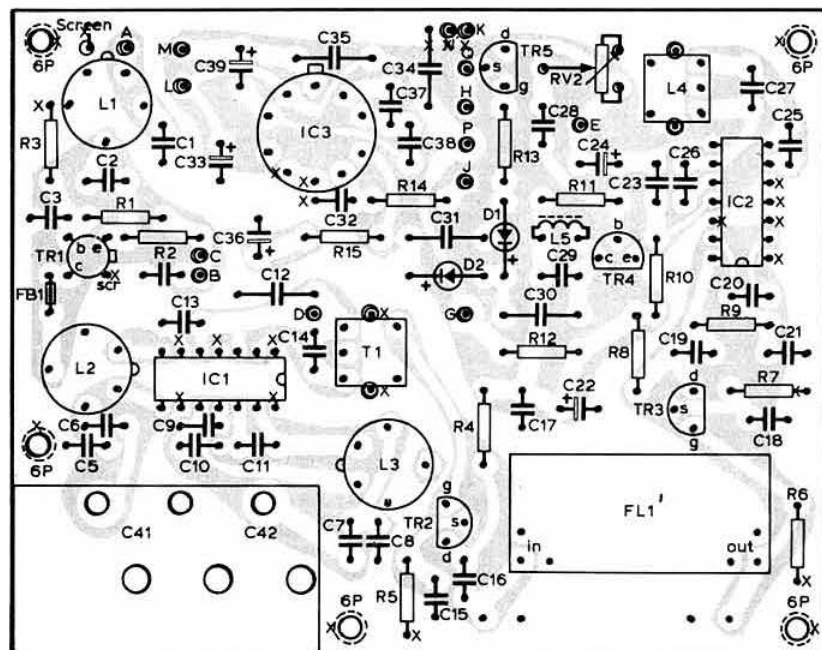 Screen
X A M C39 + C35 K
X X X
d
TR5
s
g
6P X
L C34 Q
RV2
L4
X 6P
C27
L1
C37
H
C28
E
C25
X
R3
C1
IC3
C38
P
R13
C24 +
C33 +
C2
J
C23
C26
X
X
X
X
IC2
X
X
X
C3
R1
X X
X
R14
R11
C32
D1
b
TR1
b e
c
X
scr
R2
C36 +
R15
C31
L5
c e
TR4
R10
C
B
C12
+ D2
+
C29
FB1
C13
D X
G
C30
C20
R9
X X X X
C14
T1
R12
R8
C19
C21
L2
IC1
X X
X
C22
+
d
s
TR3
g
R7
X
C6
C9
R4
C17
C18
X
6P
C5
C10
C11
L3
FL1'
R6
C41
C42
C7
C8
g
TR2
s
d
in
out
R5
X
C15
C16
X
X 6P
6P
X